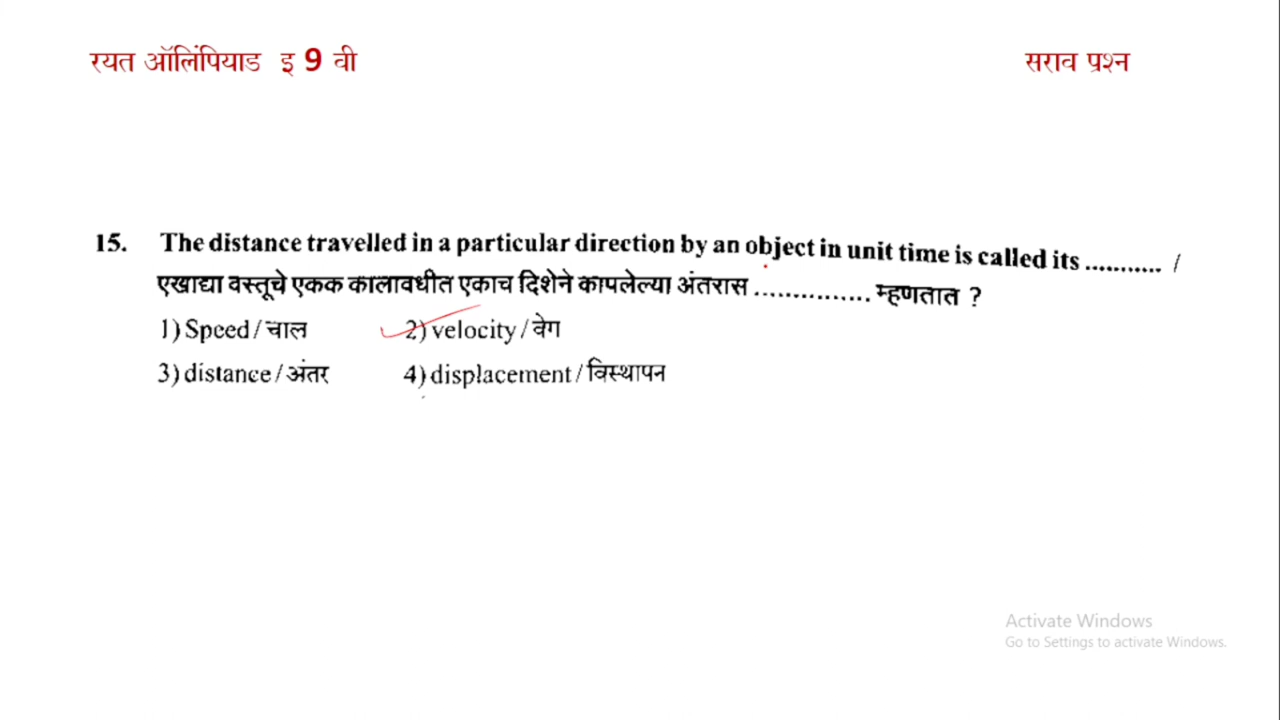 रयत ऑलिंपियाड इ 9 वी
सराव प्रश्न
15. The distance travelled in a particular direction by an object in unit time is called its ........... /
एखाद्या वस्तूचे एकक कालावधीत एकाच दिशेने कापलेल्या अंतरास ............... म्हणतात ?
1) Speed / चाल 2) velocity / वेग
3) distance / अंतर 4) displacement / विस्थापन
Activate Windows
Go to Settings to activate Windows.